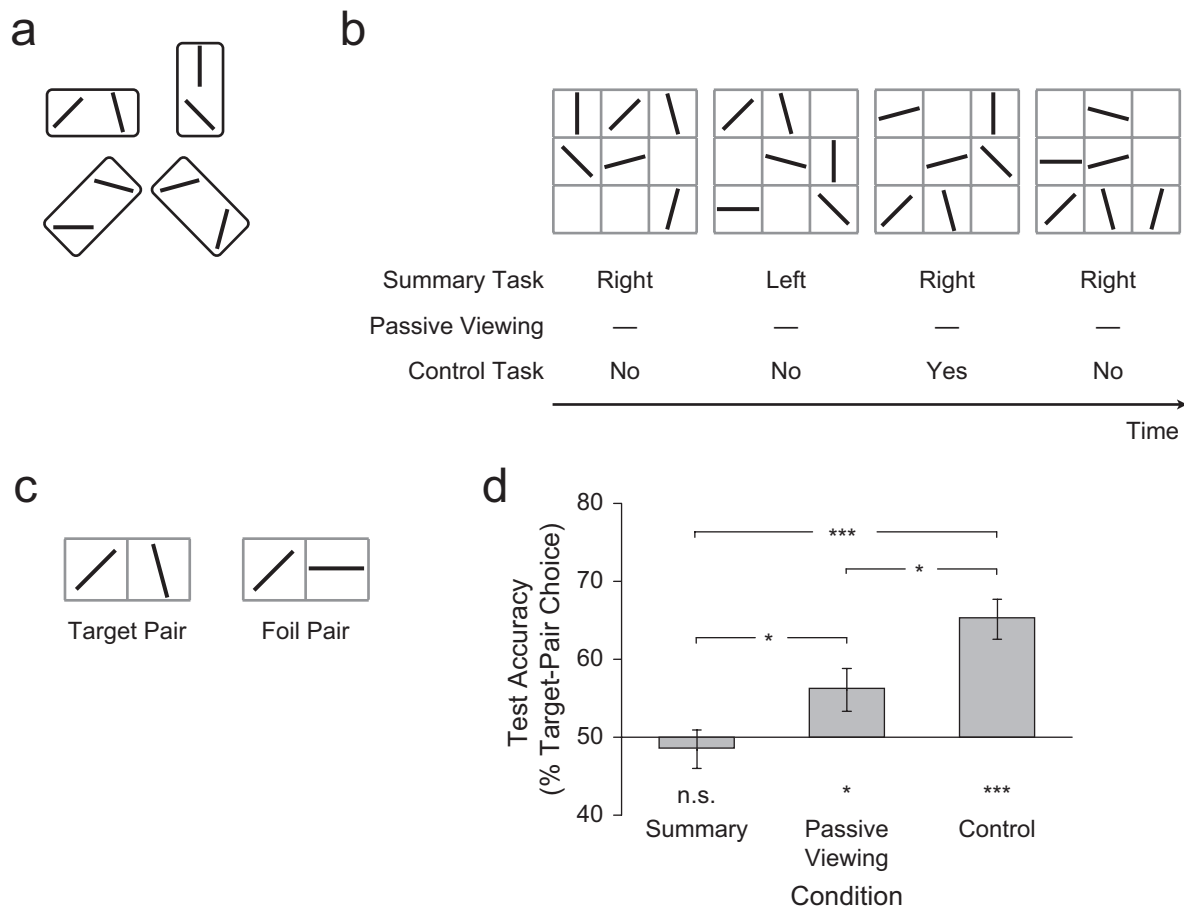 a
b
Summary Task Right Left Right Right
Passive Viewing — — — —
Control Task No No Yes No
Time
c
Target Pair Foil Pair
d
Test Accuracy
(% Target-Pair Choice)
80
70
60
50
40
***
*
*
n.s. * ***
Summary Passive Viewing Control
Condition